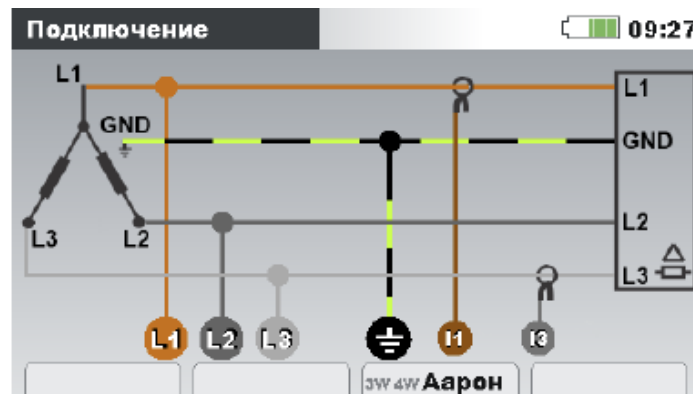 Подключение 09:27
L1 L1
GND GND
L3 L2 L2
L3
L1 L2 L3 I1 I3
3W 4W Аарон